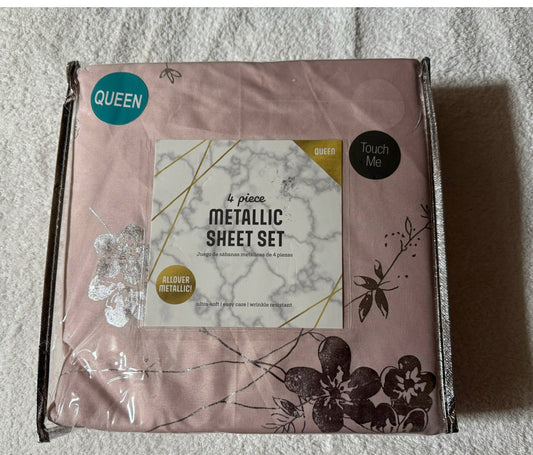 QUEEN
QUEEN
Touch
Me
4 piece
METALLIC
SHEET SET
Juego de sábanas metálicas de 4 piezas
ALLOVER
METALLIC!
ultra-soft | easy care | wrinkle resistant